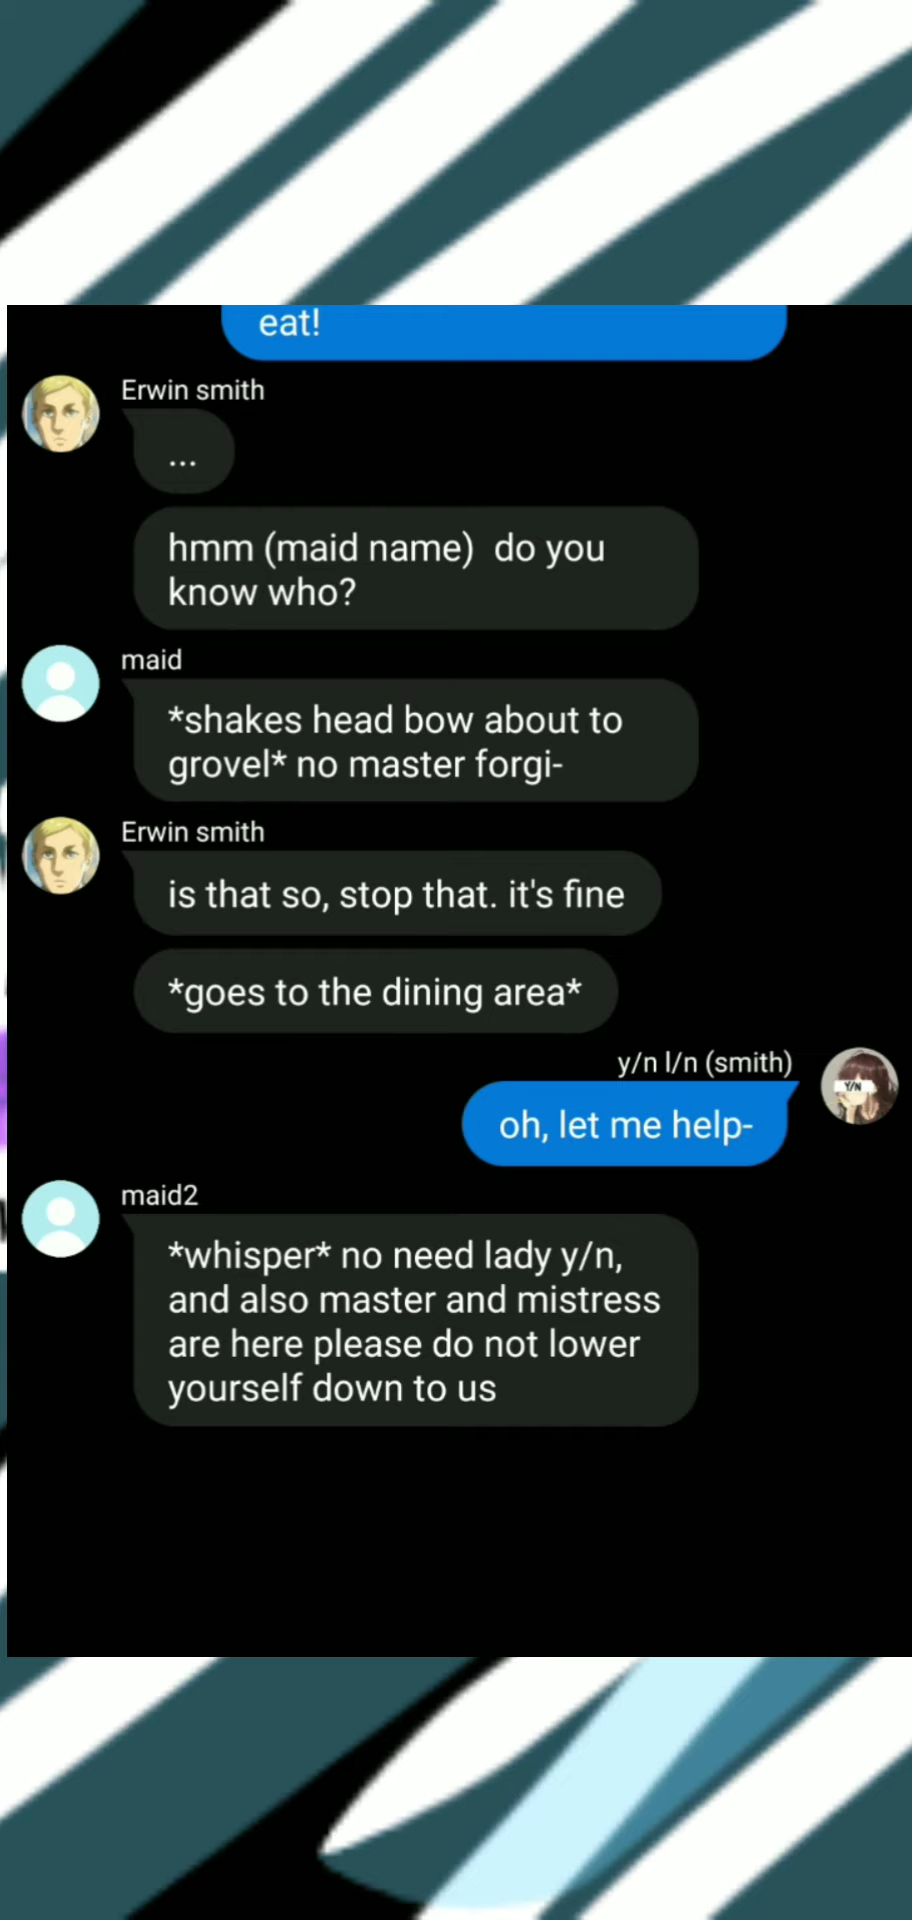 eat!
Erwin smith
...
hmm (maid name)  do you
know who?
maid
*shakes head bow about to
grovel* no master forgi-
Erwin smith
is that so, stop that. it's fine
*goes to the dining area*
y/n l/n (smith)
Y/N
oh, let me help-
maid2
*whisper* no need lady y/n,
and also master and mistress
are here please do not lower
yourself down to us